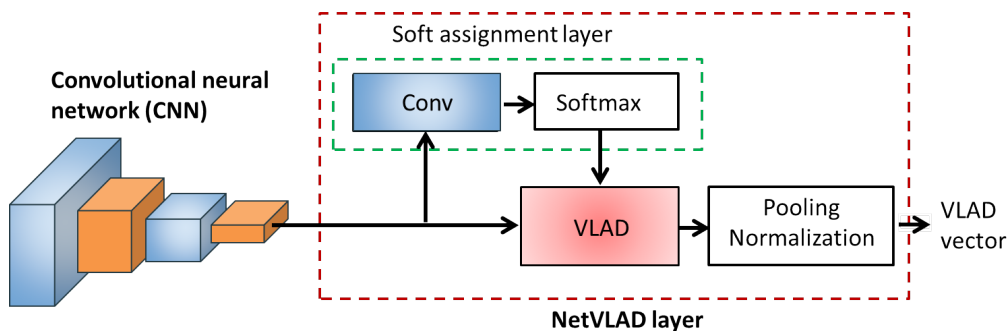 Soft assignment layer
Convolutional neural
network (CNN)
Conv
Softmax
VLAD
Pooling
Normalization
VLAD
vector
NetVLAD layer